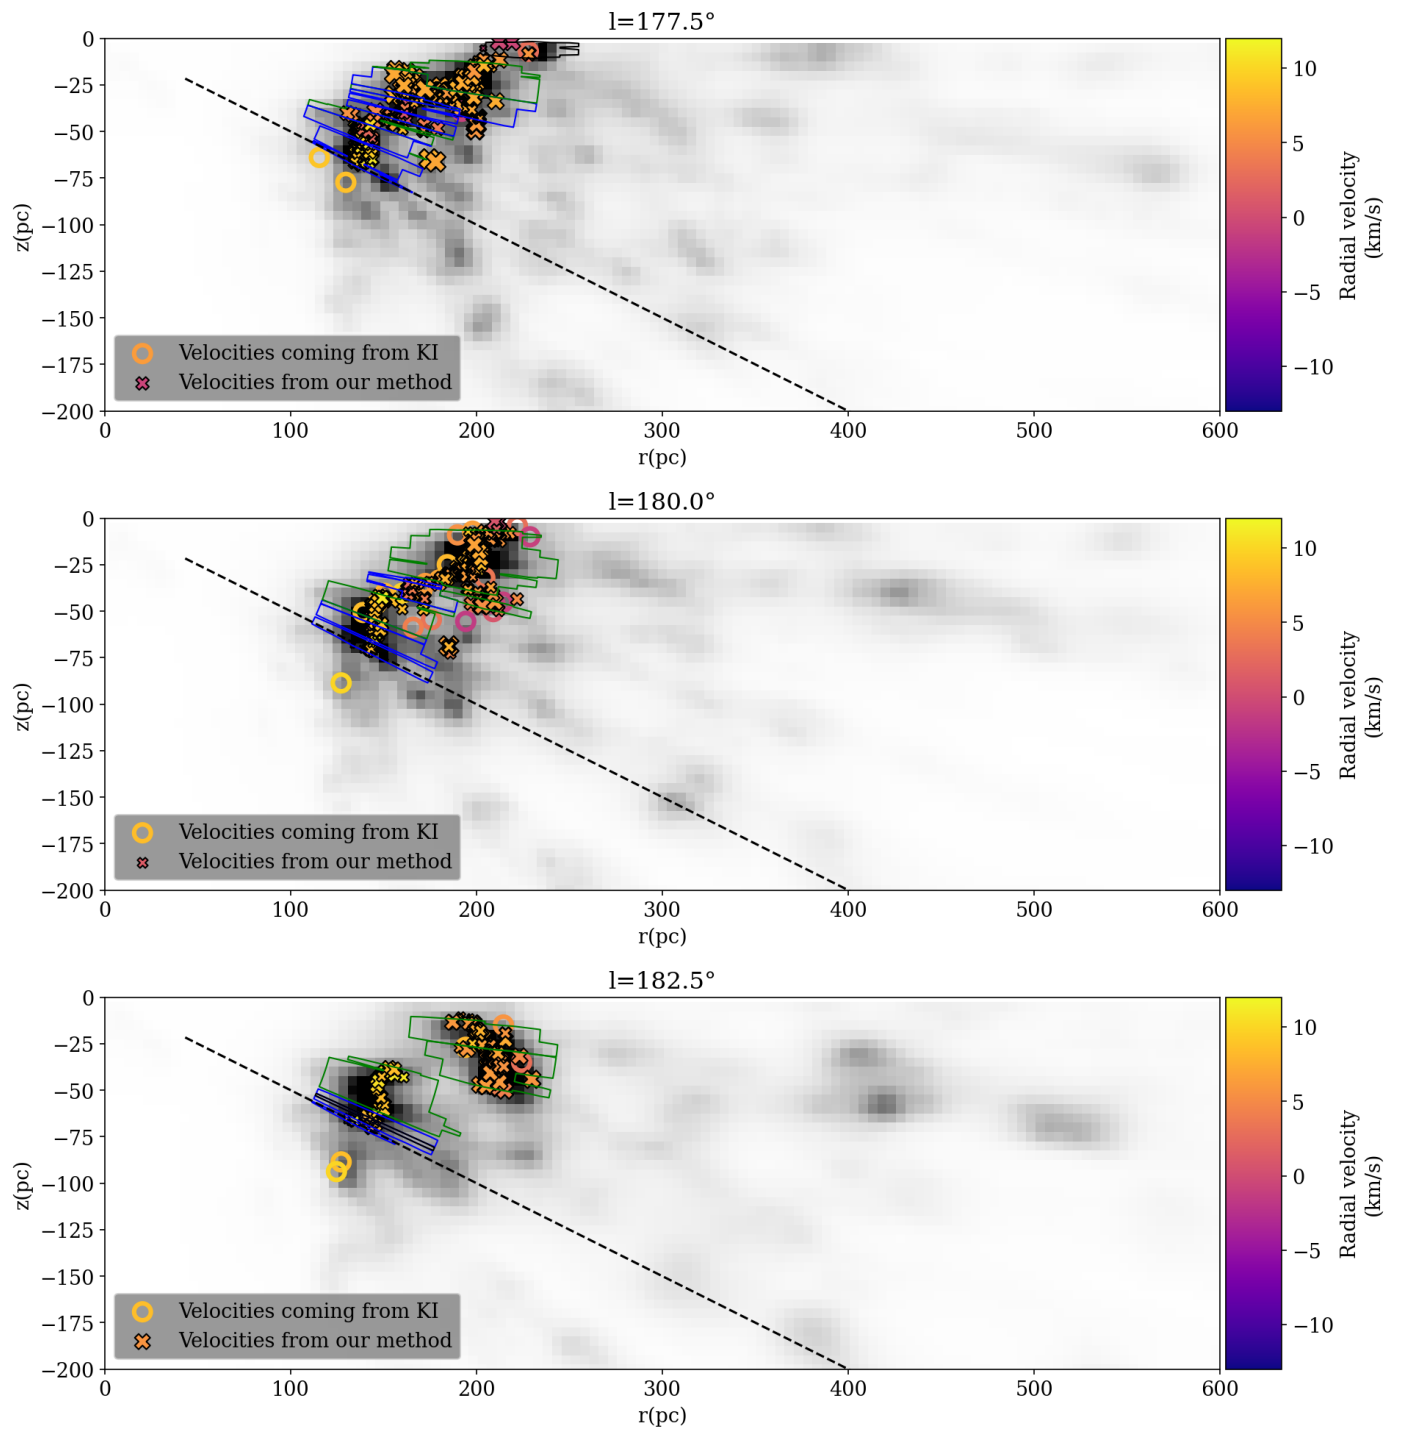 l=177.5°
0
−25
−50
−75
−100
−125
−150
−175
−200
z(pc)
Velocities coming from KI
Velocities from our method
0 100 200 300 400 500 600
r(pc)
10
5
0
−5
−10
Radial velocity
(km/s)
l=180.0°
0
−25
−50
−75
−100
−125
−150
−175
−200
z(pc)
Velocities coming from KI
Velocities from our method
0 100 200 300 400 500 600
r(pc)
10
5
0
−5
−10
Radial velocity
(km/s)
l=182.5°
0
−25
−50
−75
−100
−125
−150
−175
−200
z(pc)
Velocities coming from KI
Velocities from our method
0 100 200 300 400 500 600
r(pc)
10
5
0
−5
−10
Radial velocity
(km/s)